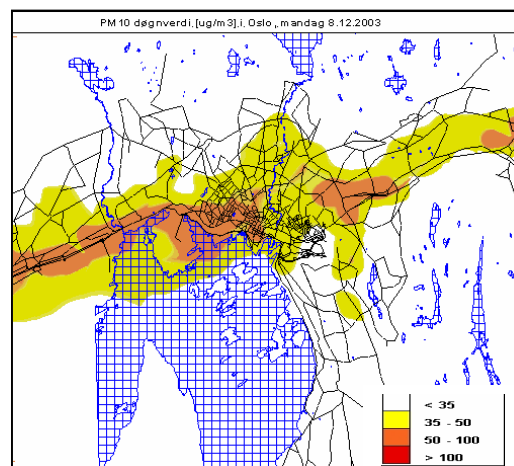 PM10 døgnverdi, [ug/m3], i, Oslo, , mandag 8.12.2003
< 35
35 - 50
50 - 100
> 100